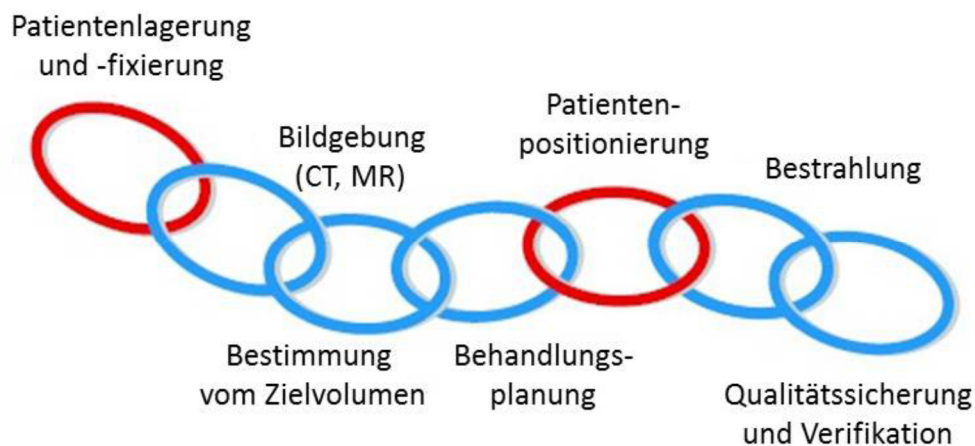 Patientenlagerung
und -fixierung
Bildgebung
(CT, MR)
Bestimmung
vom Zielvolumen
Behandlungs-
planung
Patienten-
positionierung
Bestrahlung
Qualitätssicherung
und Verifikation